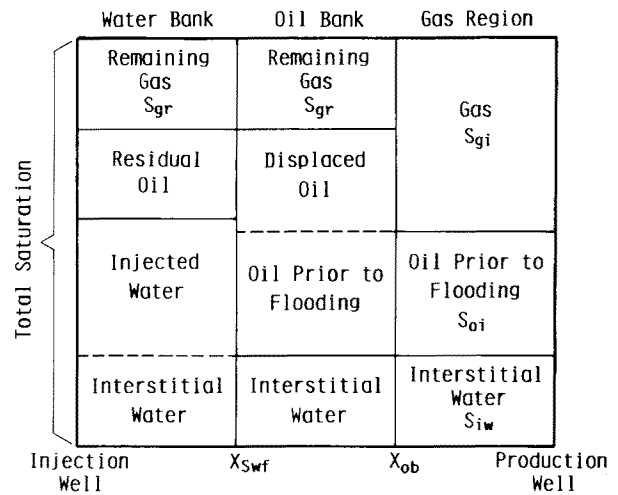 Water Bank
Oil Bank
Gas Region
Remaining
Gas
Sgr
Remaining
Gas
Sgr
Gas
Sgi
Residual
Oil
Displaced
Oil
Injected
Water
Oil Prior to
Flooding
Oil Prior to
Flooding
Soi
Interstitial
Water
Interstitial
Water
Interstitial
Water
Siw
Total Saturation
Injection
Well
XSwf
Xob
Production
Well